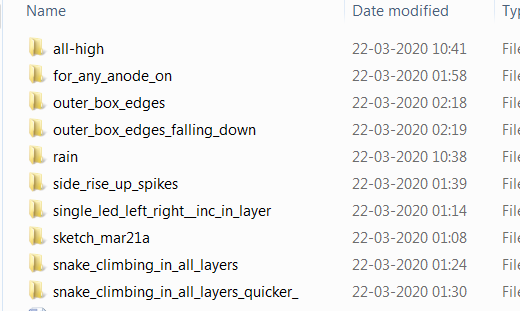 Name Date modified Ty
all-high 22-03-2020 10:41 File
for_any_anode_on 22-03-2020 01:58 File
outer_box_edges 22-03-2020 02:18 File
outer_box_edges_falling_down 22-03-2020 02:19 File
rain 22-03-2020 10:38 File
side_rise_up_spikes 22-03-2020 01:39 File
single_led_left_right__inc_in_layer 22-03-2020 01:14 File
sketch_mar21a 22-03-2020 01:08 File
snake_climbing_in_all_layers 22-03-2020 01:24 File
snake_climbing_in_all_layers_quicker_ 22-03-2020 01:30 File